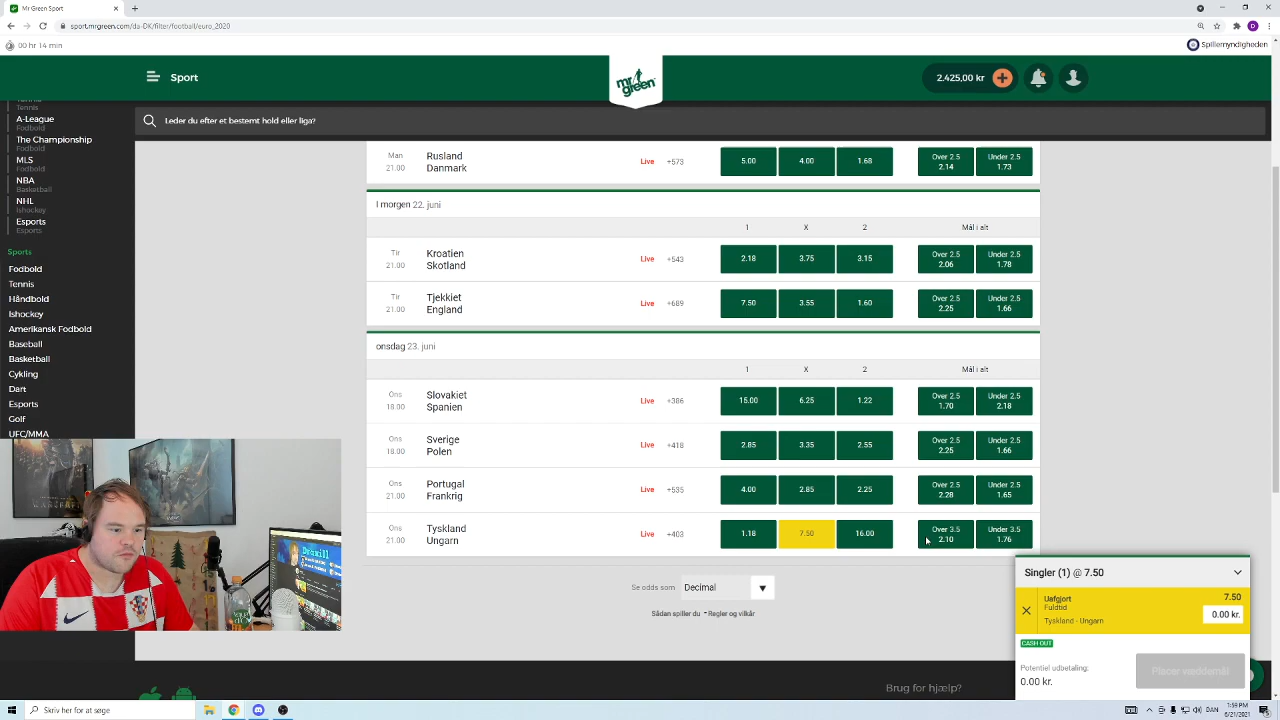 Mr Green Sport
sport.mrgreen.com/da-DK/filter/football/euro_2020
00 hr 14 min
Spillemyndigheden
Sport
mr green
2.425,00 kr
Leder du efter et bestemt hold eller liga?
Tennis
Tennis
A-League
Fodbold
The Championship
Fodbold
MLS
Fodbold
NBA
Basketball
NHL
Ishockey
Esports
Esports
Sports
Fodbold
Tennis
Håndbold
Ishockey
Amerikansk Fodbold
Baseball
Basketball
Cykling
Dart
Esports
Golf
UFC/MMA
Man 21.00 Rusland Danmark Live +573 5.00 4.00 1.68 Over 2.5 2.14 Under 2.5 1.73
I morgen 22. juni
1 X 2 Mål i alt
Tir 21.00 Kroatien Skotland Live +543 2.18 3.75 3.15 Over 2.5 2.06 Under 2.5 1.78
Tir 21.00 Tjekkiet England Live +689 7.50 3.55 1.60 Over 2.5 2.25 Under 2.5 1.66
onsdag 23. juni
1 X 2 Mål i alt
Ons 18.00 Slovakiet Spanien Live +386 15.00 6.25 1.22 Over 2.5 1.70 Under 2.5 2.18
Ons 18.00 Sverige Polen Live +418 2.85 3.35 2.55 Over 2.5 2.25 Under 2.5 1.66
Ons 21.00 Portugal Frankrig Live +535 4.00 2.85 2.25 Over 2.5 2.28 Under 2.5 1.65
Ons 21.00 Tyskland Ungarn Live +403 1.18 7.50 16.00 Over 3.5 2.10 Under 3.5 1.76
Se odds som Decimal
Sådan spiller du - Regler og vilkår
Brug for hjælp?
Singler (1) @ 7.50
Uafgjort 7.50
Fuldtid 0.00 kr.
Tyskland - Ungarn
CASH OUT
Potentiel udbetaling:
0.00 kr.
Placer væddemål
Skriv her for at søge
DAN
1:59 PM
6/21/2021